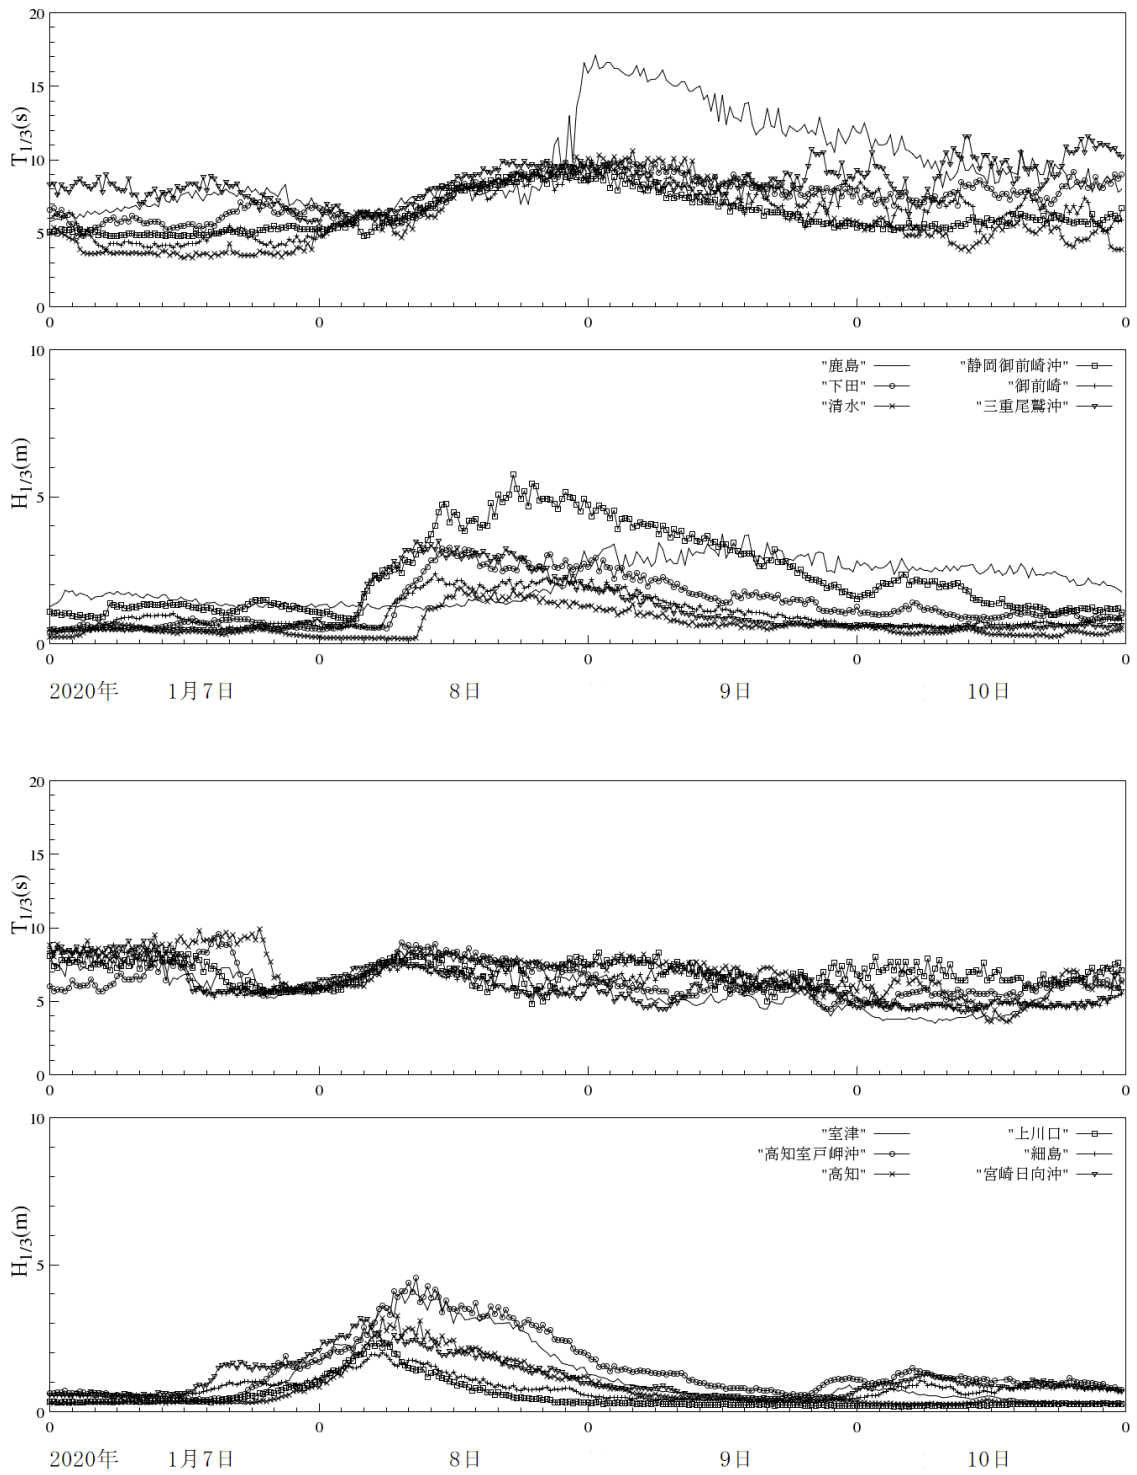 20
15
10
5
0
T1/3(s)
0 0 0 0 0
10
5
0
H1/3(m)
"鹿島" "静岡御前崎沖"
"下田" "御前崎"
"清水" "三重尾鷲沖"
0 0 0 0 0
2020年 1月7日 8日 9日 10日
20
15
10
5
0
T1/3(s)
0 0 0 0 0
10
5
0
H1/3(m)
"室津" "上川口"
"高知室戸岬沖" "細島"
"高知" "宮崎日向沖"
0 0 0 0 0
2020年 1月7日 8日 9日 10日